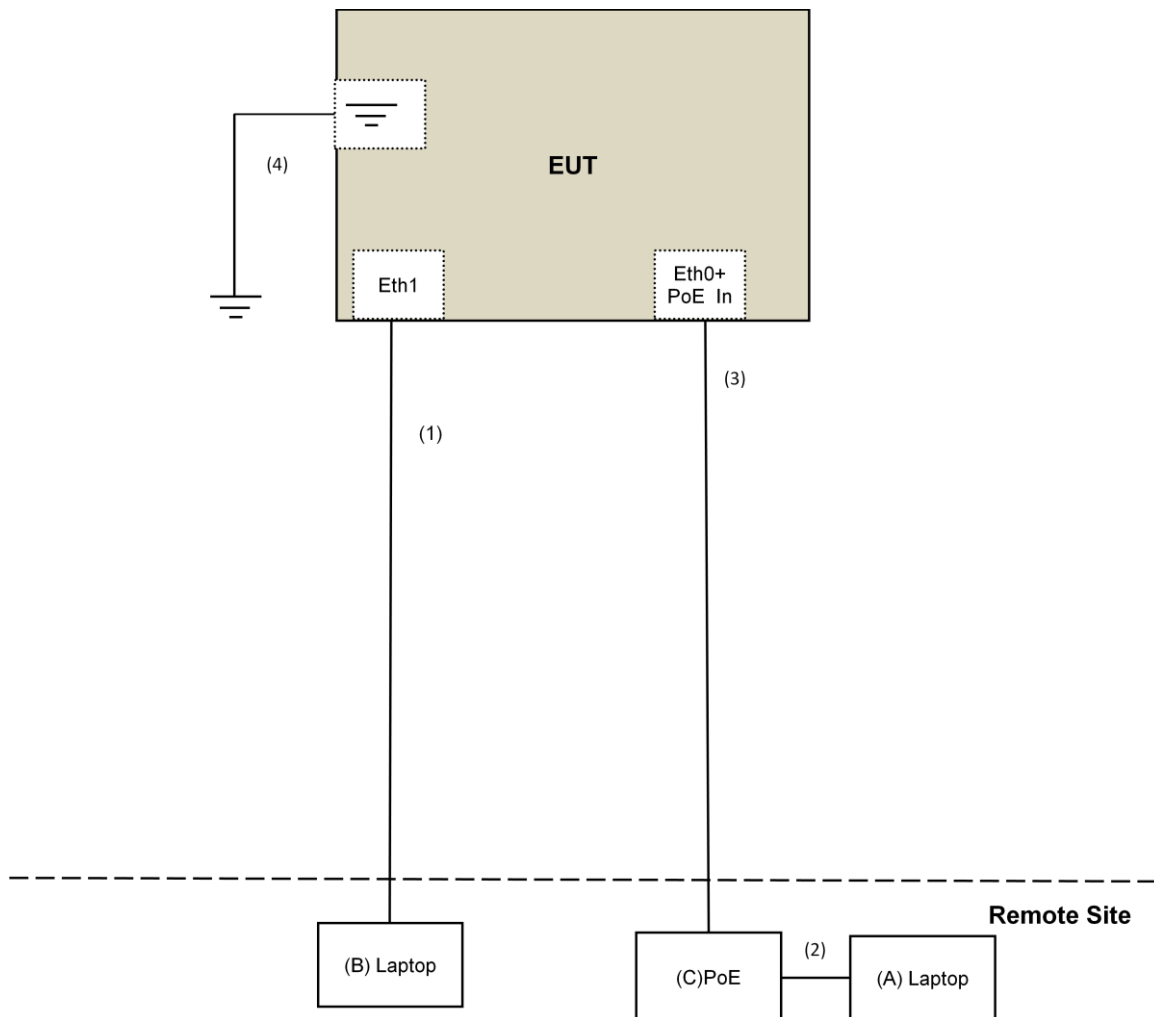 EUT
(4)
Eth1
Eth0+
PoE In
(3)
(1)
Remote Site
(B) Laptop
(C)PoE
(2)
(A) Laptop